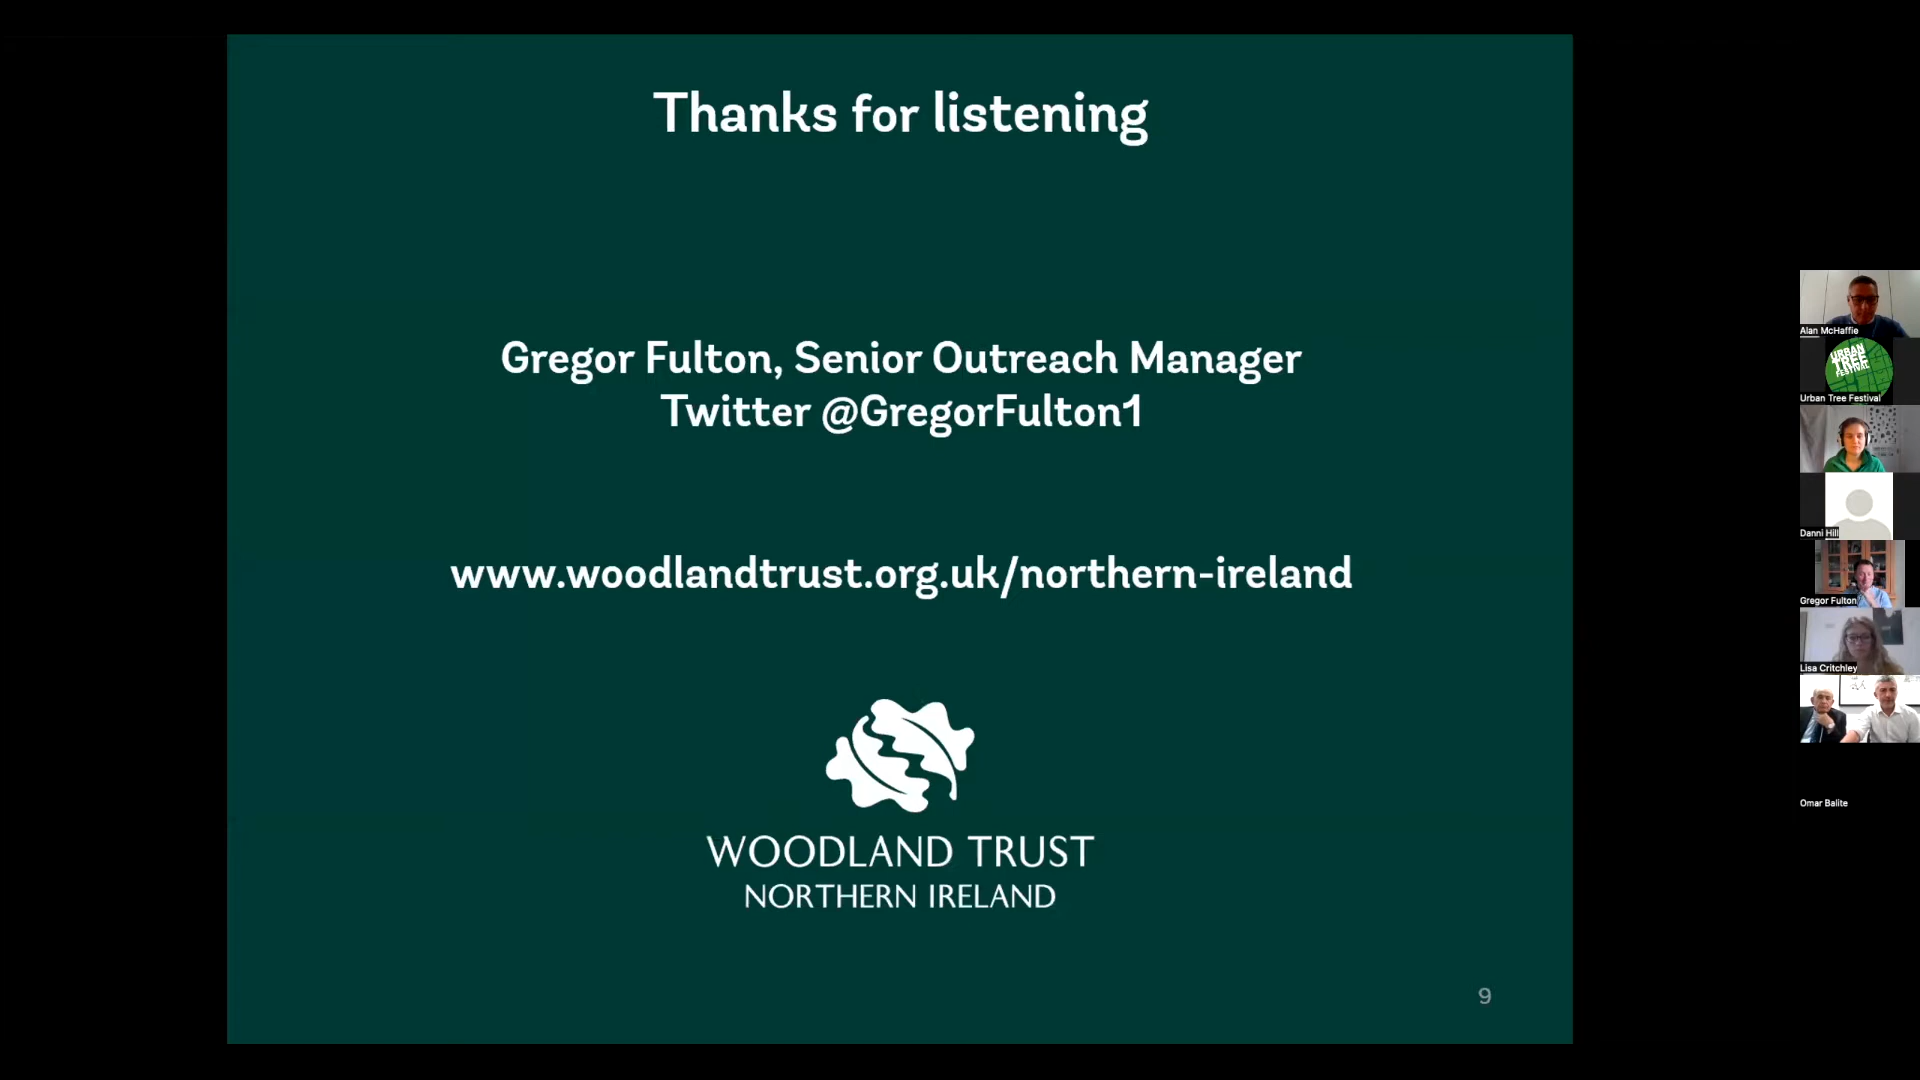 Thanks for listening
Gregor Fulton, Senior Outreach Manager
Twitter @GregorFulton1
www.woodlandtrust.org.uk/northern-ireland
WOODLAND TRUST
NORTHERN IRELAND
9
Alan McHaffie
URBAN
TREE
FESTIVAL
Urban Tree Festival
Danni Hill
Gregor Fulton
Lisa Critchley
Omar Balite